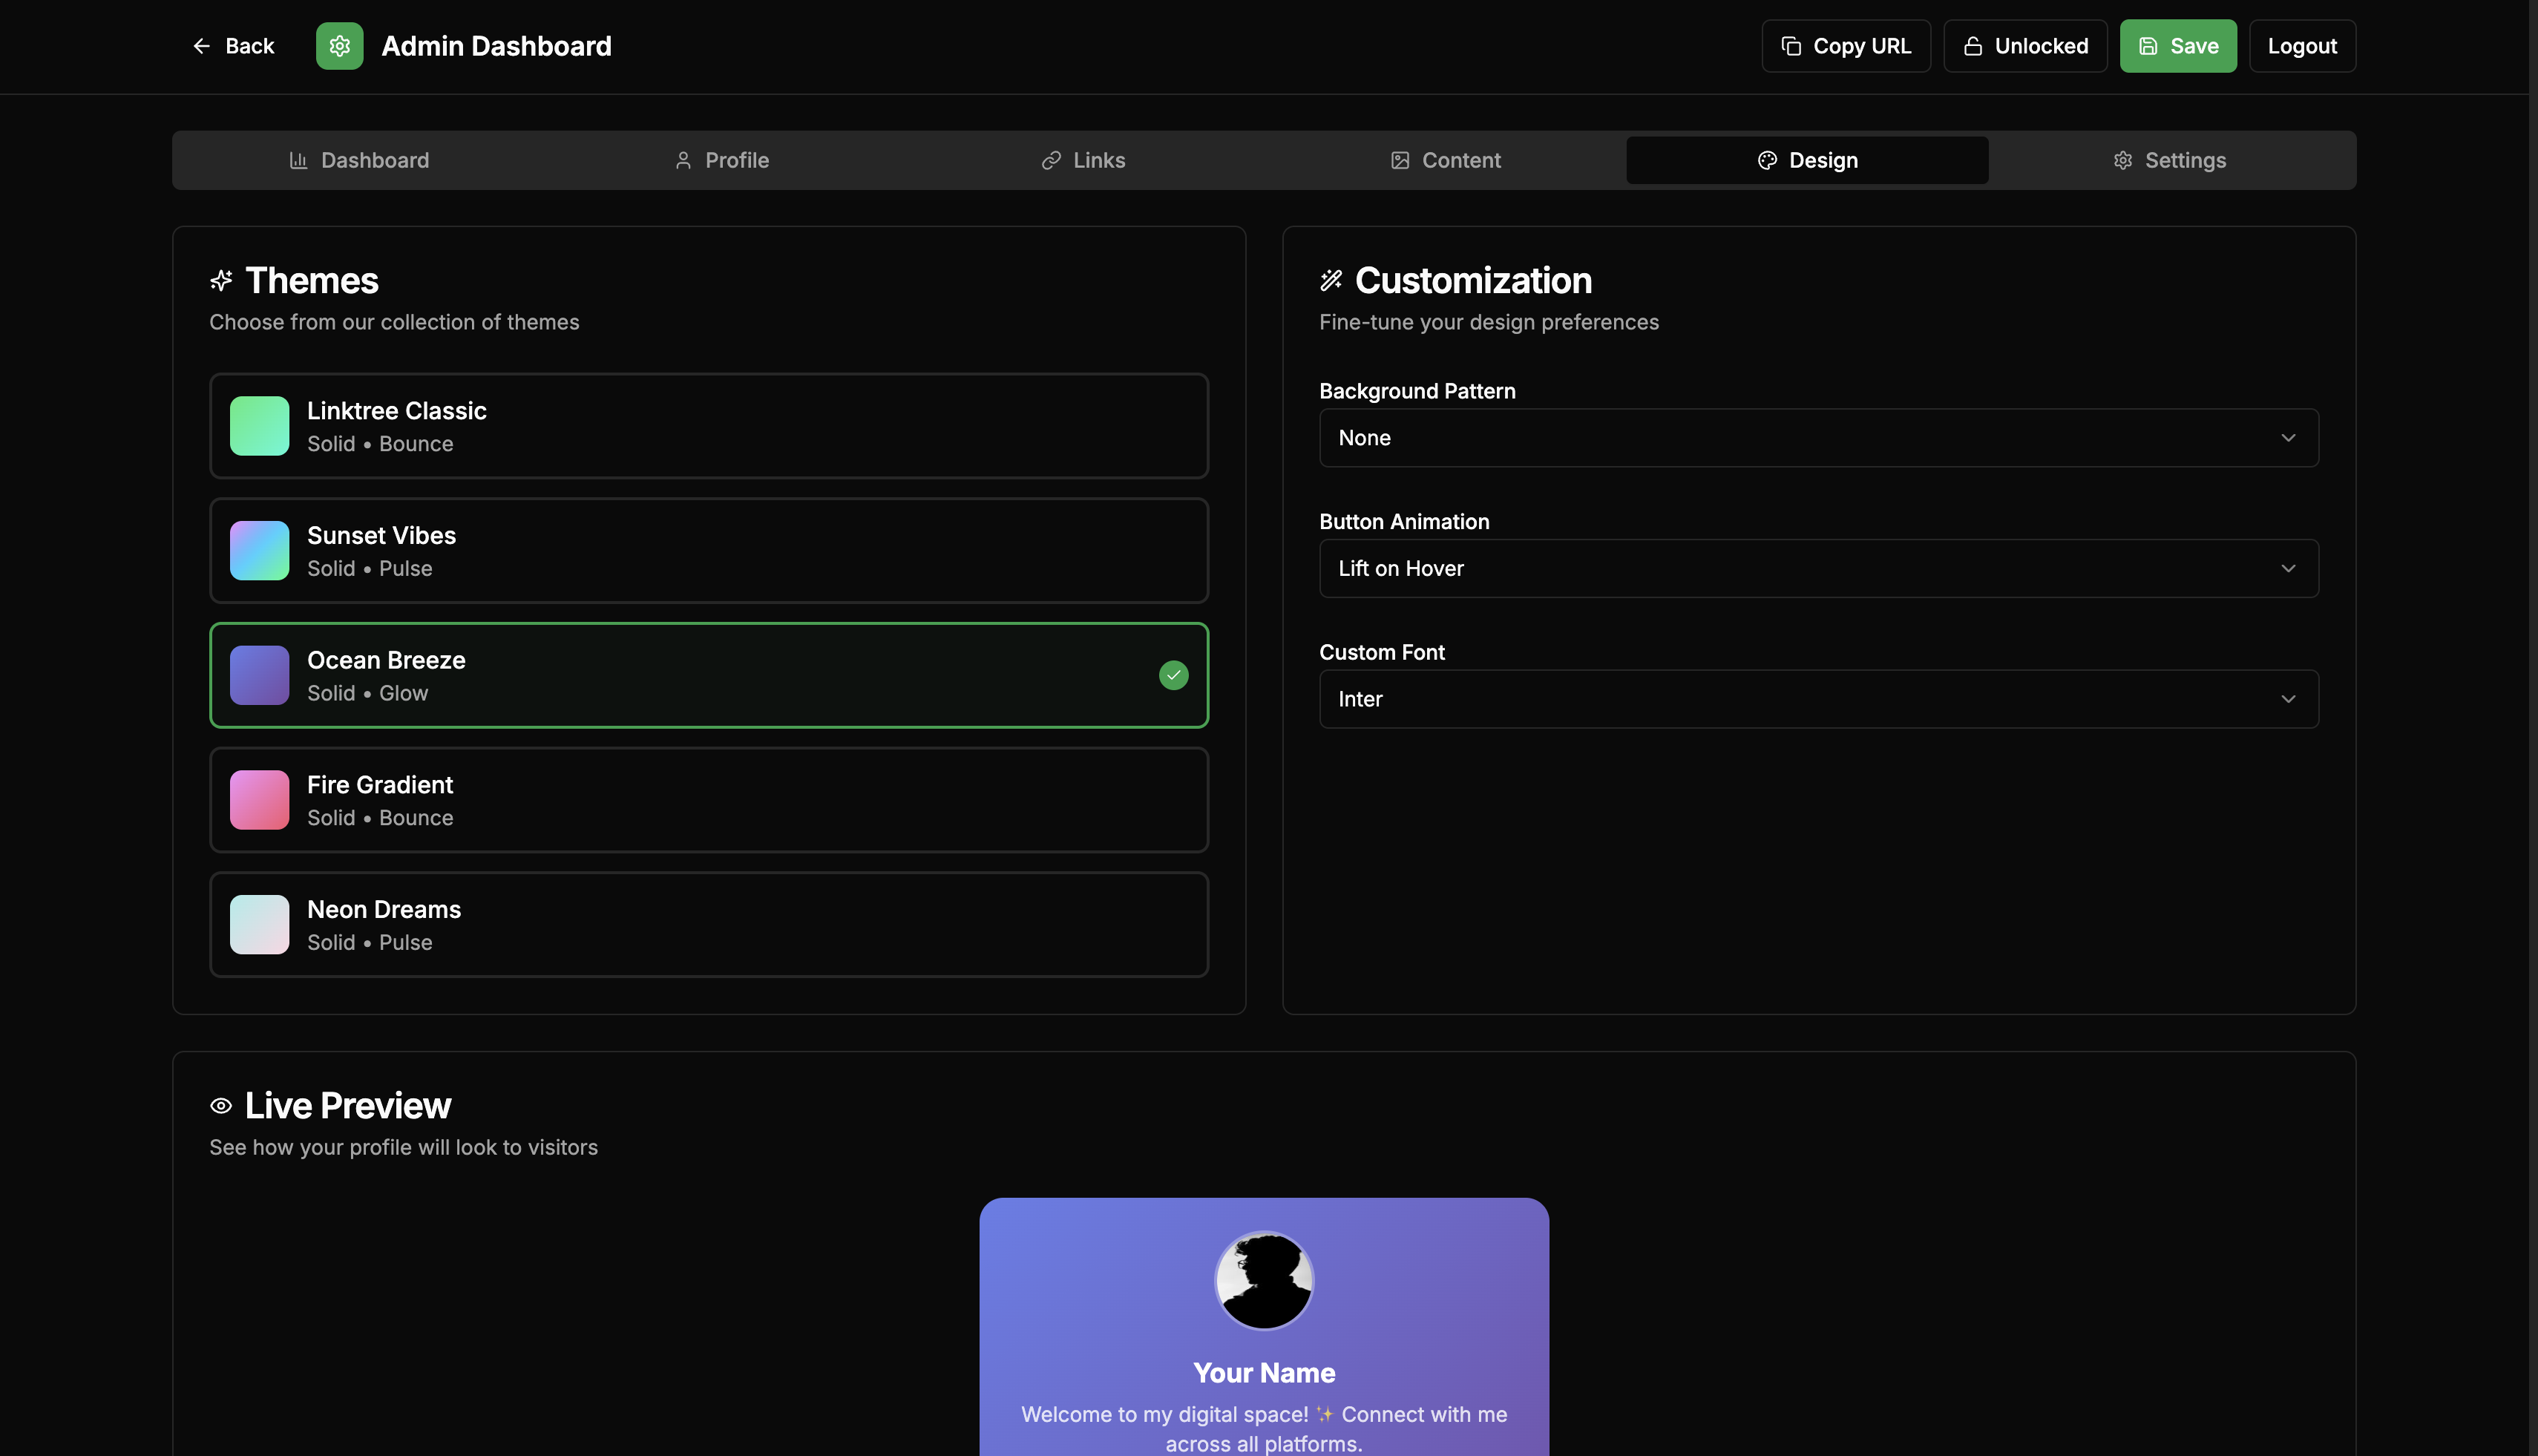 Back
Admin Dashboard
Copy URL
Unlocked
Save
Logout
Dashboard
Profile
Links
Content
Design
Settings
Themes
Choose from our collection of themes
Linktree Classic
Solid • Bounce
Sunset Vibes
Solid • Pulse
Ocean Breeze
Solid • Glow
Fire Gradient
Solid • Bounce
Neon Dreams
Solid • Pulse
Customization
Fine-tune your design preferences
Background Pattern
None
Button Animation
Lift on Hover
Custom Font
Inter
Live Preview
See how your profile will look to visitors
Your Name
Welcome to my digital space! ✨ Connect with me
across all platforms.